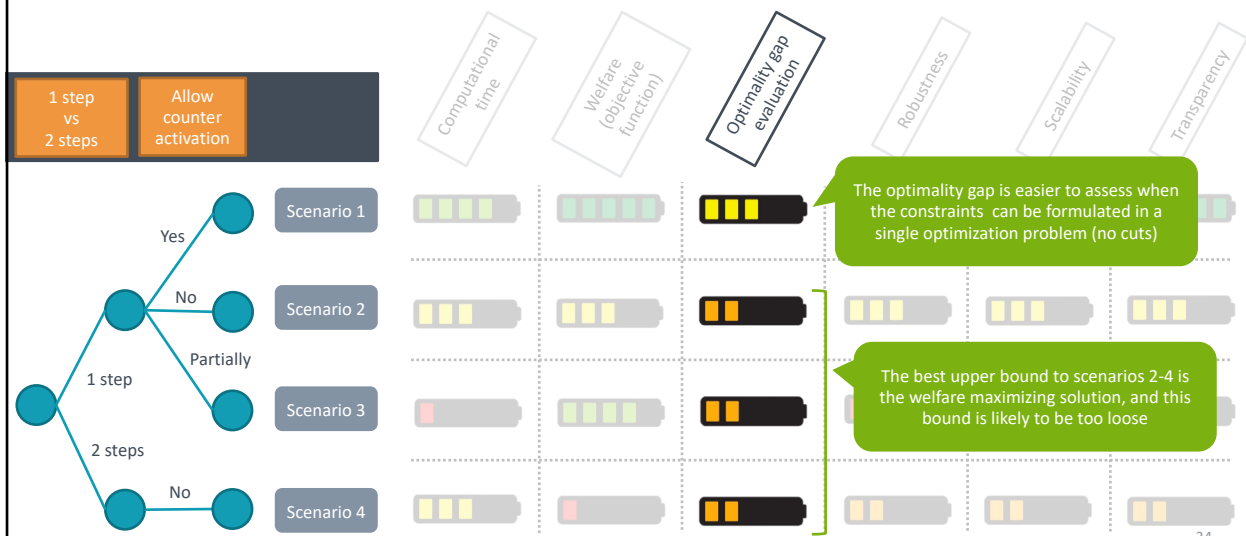 Computational
time
Welfare
(objective
function)
Optimality gap
evaluation
Robustness
Scalability
Transparency
1 step
vs
2 steps
Allow
counter
activation
Scenario 1
The optimality gap is easier to assess when
the constraints can be formulated in a
single optimization problem (no cuts)
Yes
No
Scenario 2
Partially
1 step
Scenario 3
The best upper bound to scenarios 2-4 is
the welfare maximizing solution, and this
bound is likely to be too loose
2 steps
No
Scenario 4